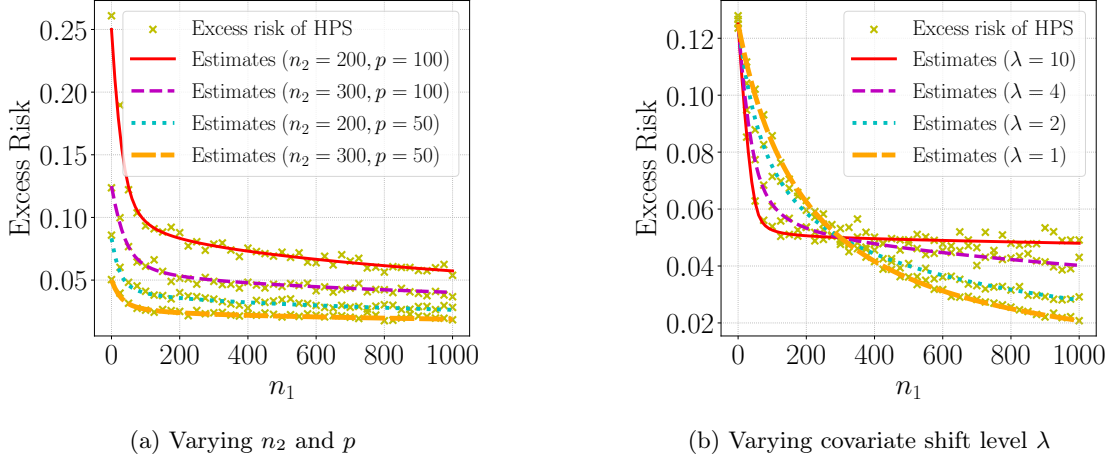 0.25
0.20
0.15
0.10
0.05
Excess Risk
Excess risk of HPS
Estimates (n₂ = 200, p = 100)
Estimates (n₂ = 300, p = 100)
Estimates (n₂ = 200, p = 50)
Estimates (n₂ = 300, p = 50)
0 200 400 600 800 1000
n₁
(a) Varying n₂ and p
0.12
0.10
0.08
0.06
0.04
0.02
Excess Risk
Excess risk of HPS
Estimates (λ = 10)
Estimates (λ = 4)
Estimates (λ = 2)
Estimates (λ = 1)
0 200 400 600 800 1000
n₁
(b) Varying covariate shift level λ